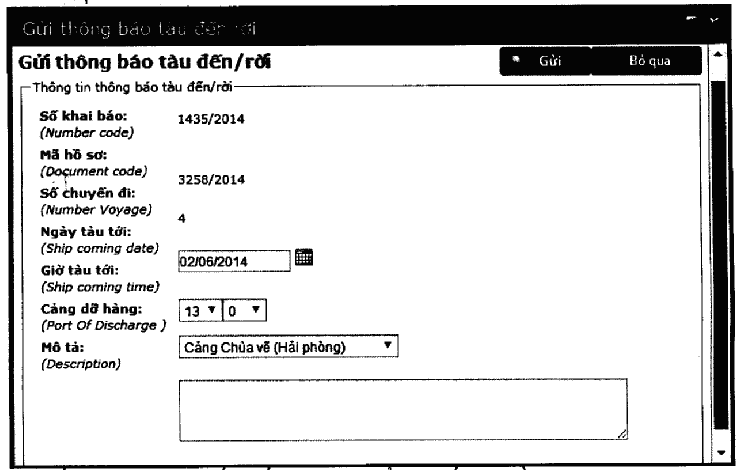 Gửi thông báo tàu đến rời
Gửi thông báo tàu đến/rời
Gửi
Bỏ qua
Thông tin thông báo tàu đến/rời
Số khai báo:
(Number code)
1435/2014
Mã hồ sơ:
(Document code)
3258/2014
Số chuyến đi:
(Number Voyage)
4
Ngày tàu tới:
(Ship coming date)
02/06/2014
Giờ tàu tới:
(Ship coming time)
Cảng dỡ hàng:
13 0
(Port Of Discharge )
Mô tả:
Cảng Chùa vẽ (Hải phòng)
(Description)